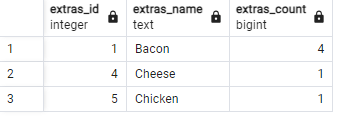 extras_id extras_name extras_count
integer text bigint
1 1 Bacon 4
2 4 Cheese 1
3 5 Chicken 1